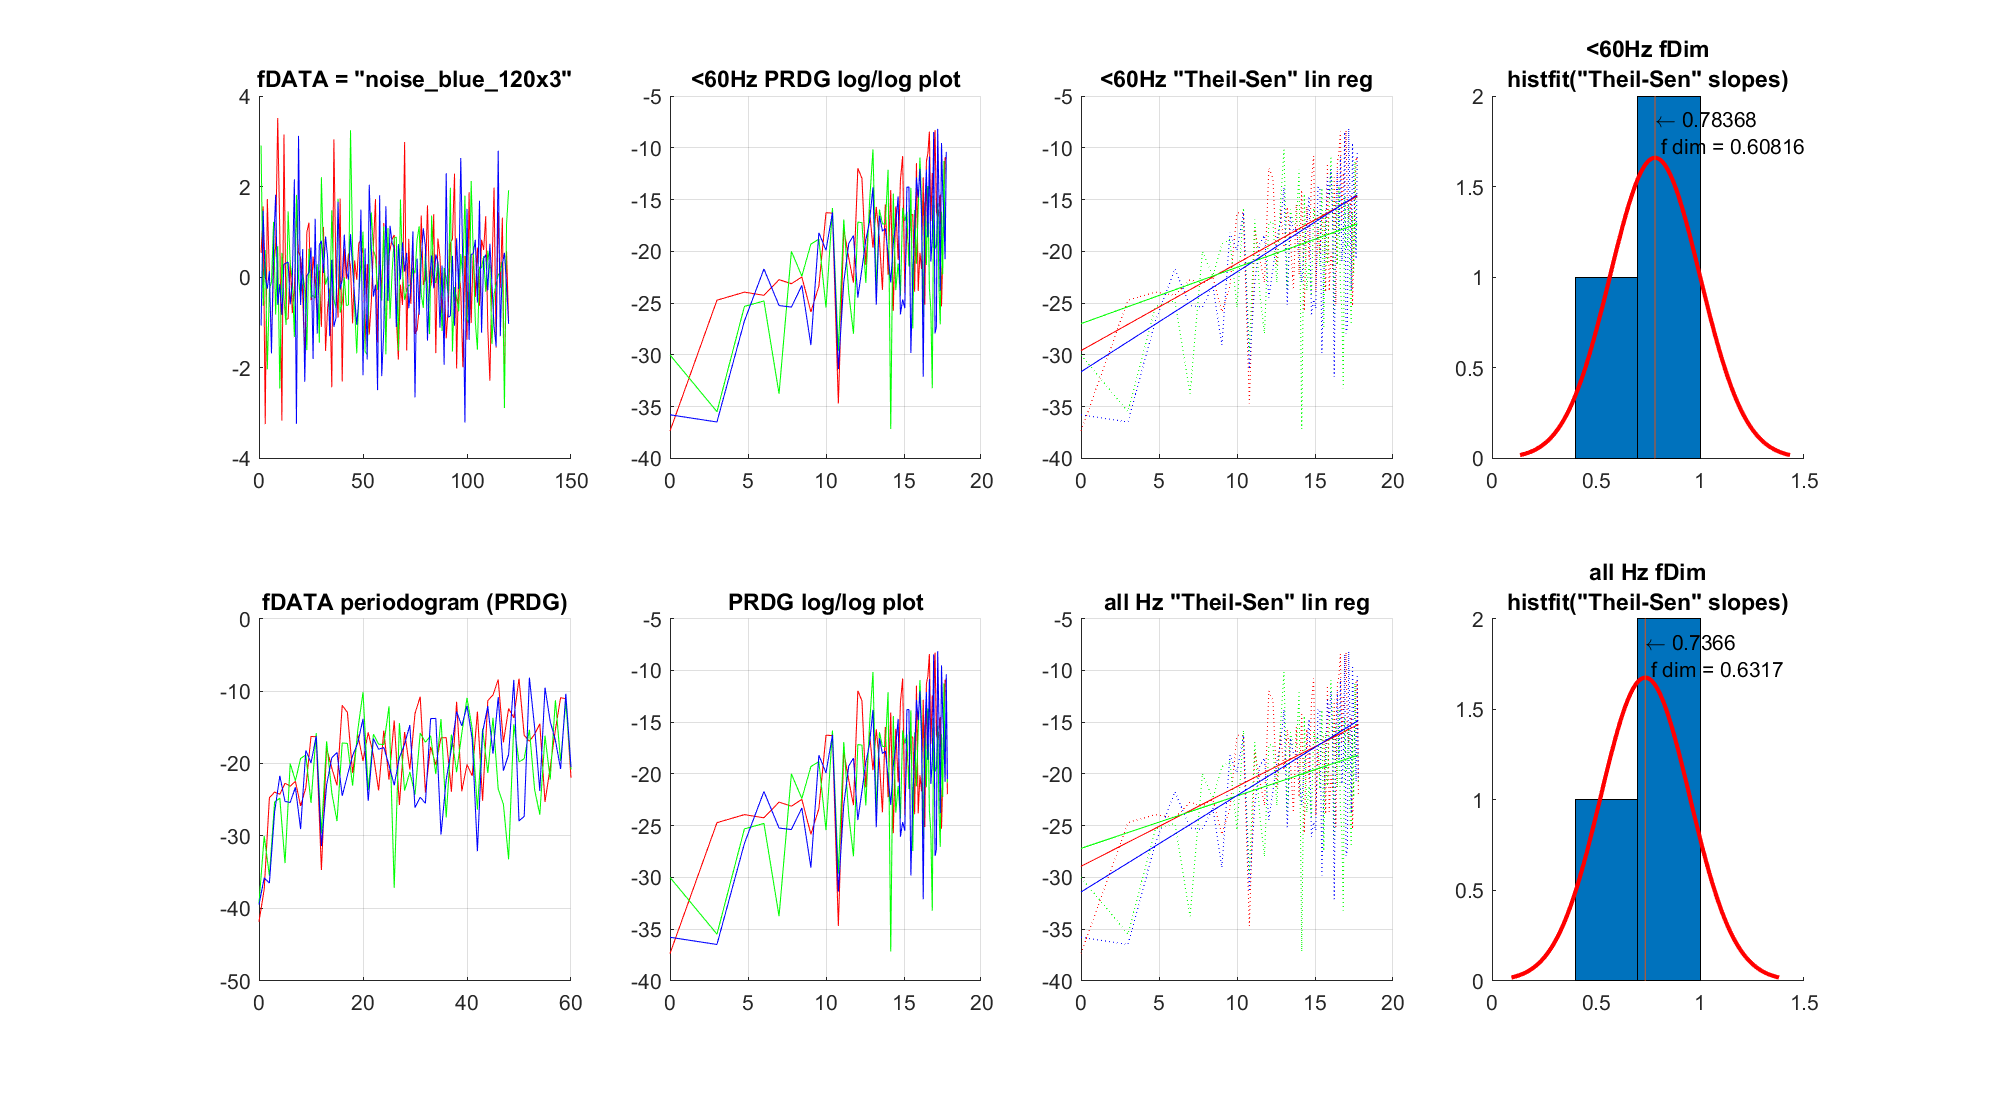 fDATA = "noise_blue_120x3"
4
2
0
-2
-4
0 50 100 150
<60Hz PRDG log/log plot
-5
-10
-15
-20
-25
-30
-35
-40
0 5 10 15 20
<60Hz "Theil-Sen" lin reg
-5
-10
-15
-20
-25
-30
-35
-40
0 5 10 15 20
<60Hz fDim
histfit("Theil-Sen" slopes)
2
1.5
1
0.5
0
← 0.78368
f dim = 0.60816
0 0.5 1 1.5
fDATA periodogram (PRDG)
0
-10
-20
-30
-40
-50
0 20 40 60
PRDG log/log plot
-5
-10
-15
-20
-25
-30
-35
-40
0 5 10 15 20
all Hz "Theil-Sen" lin reg
-5
-10
-15
-20
-25
-30
-35
-40
0 5 10 15 20
all Hz fDim
histfit("Theil-Sen" slopes)
2
1.5
1
0.5
0
← 0.7366
f dim = 0.6317
0 0.5 1 1.5